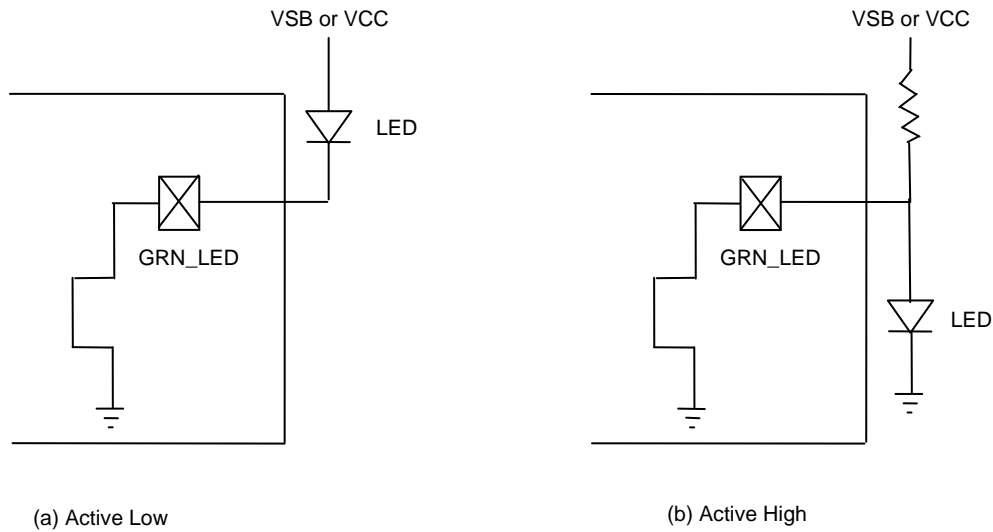 VSB or VCC
LED
GRN_LED
(a) Active Low
VSB or VCC
GRN_LED
LED
(b) Active High